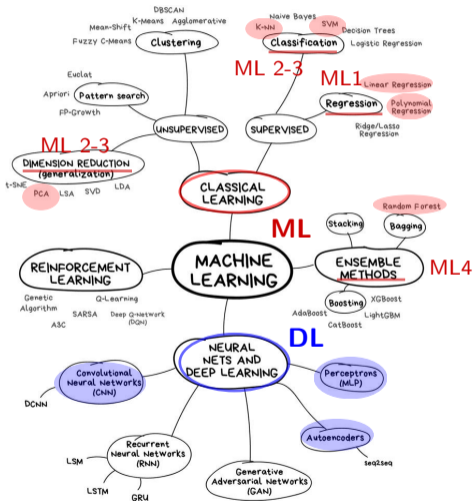 DBSCAN
Mean-Shift
K-Means
Agglomerative
Fuzzy C-Means
Clustering
Naive Bayes
K-NN
SVM
Decision Trees
Classification
Logistic Regression
ML 2-3
ML1
Linear Regression
Euclat
Apriori
Pattern search
FP-Growth
Regression
Polynomial
Regression
Ridge/Lasso
Regression
UNSUPERVISED
SUPERVISED
ML 2-3
DIMENSION REDUCTION
(generalization)
t-SNE
PCA
LSA
SVD
LDA
CLASSICAL
LEARNING
ML
Random Forest
Stacking
Bagging
MACHINE
LEARNING
REINFORCEMENT
LEARNING
ENSEMBLE
METHODS
ML4
Genetic
Algorithm
Q-Learning
SARSA
Deep Q-Network
(DQN)
A3C
Boosting
XGBoost
AdaBoost
LightGBM
CatBoost
DL
NEURAL
NETS AND
DEEP LEARNING
Convolutional
Neural Networks
(CNN)
DCNN
Perceptrons
(MLP)
Autoencoders
seq2seq
Recurrent
Neural Networks
(RNN)
LSM
LSTM
GRU
Generative
Adversarial Networks
(GAN)